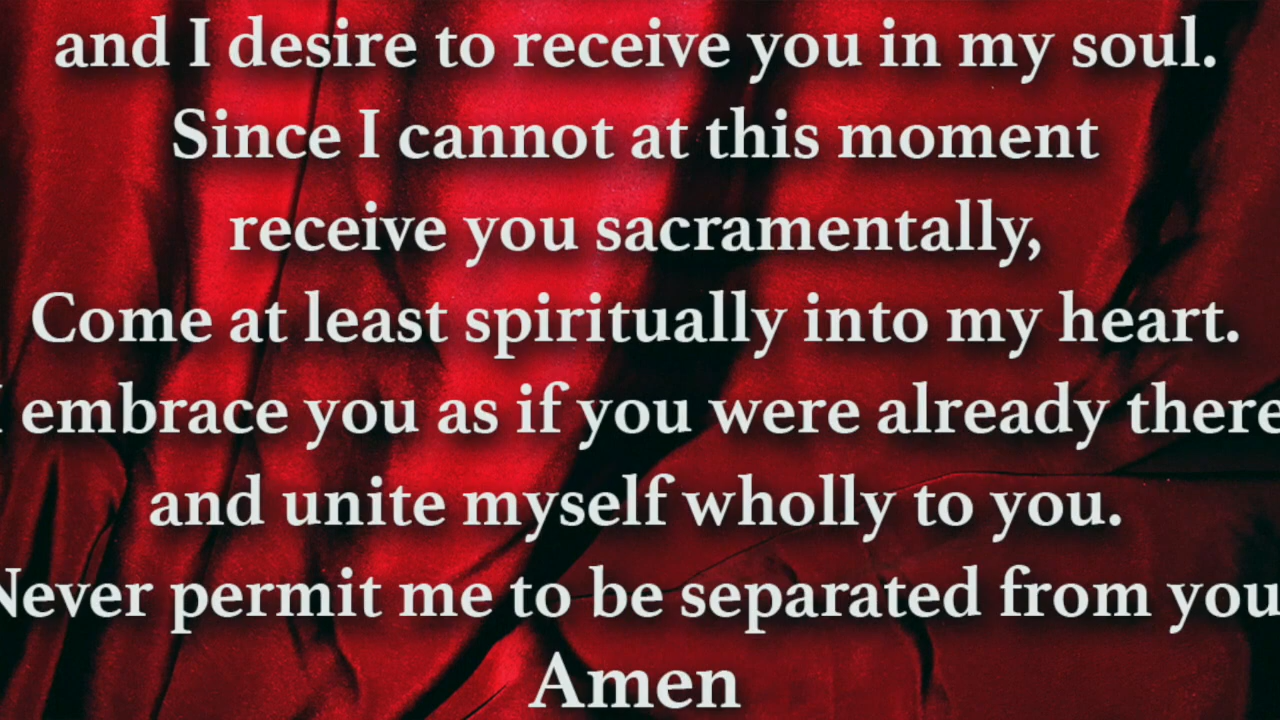 and I desire to receive you in my soul.
Since I cannot at this moment
receive you sacramentally,
Come at least spiritually into my heart.
I embrace you as if you were already there
and unite myself wholly to you.
Never permit me to be separated from you
Amen